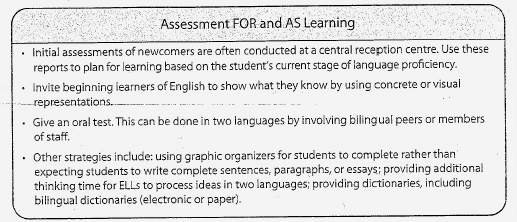 Assessment FOR and AS Learning
• Initial assessments of newcomers are often conducted at a central reception centre. Use these
reports to plan for learning based on the student's current stage of language proficiency.
• Invite beginning learners of English to show what they know by using concrete or visual
representations.
• Give an oral test. This can be done in two languages by involving bilingual peers or members
of staff.
• Other strategies include: using graphic organizers for students to complete rather than
expecting students to write complete sentences, paragraphs, or essays; providing additional
thinking time for ELLs to process ideas in two languages; providing dictionaries, including
bilingual dictionaries (electronic or paper).